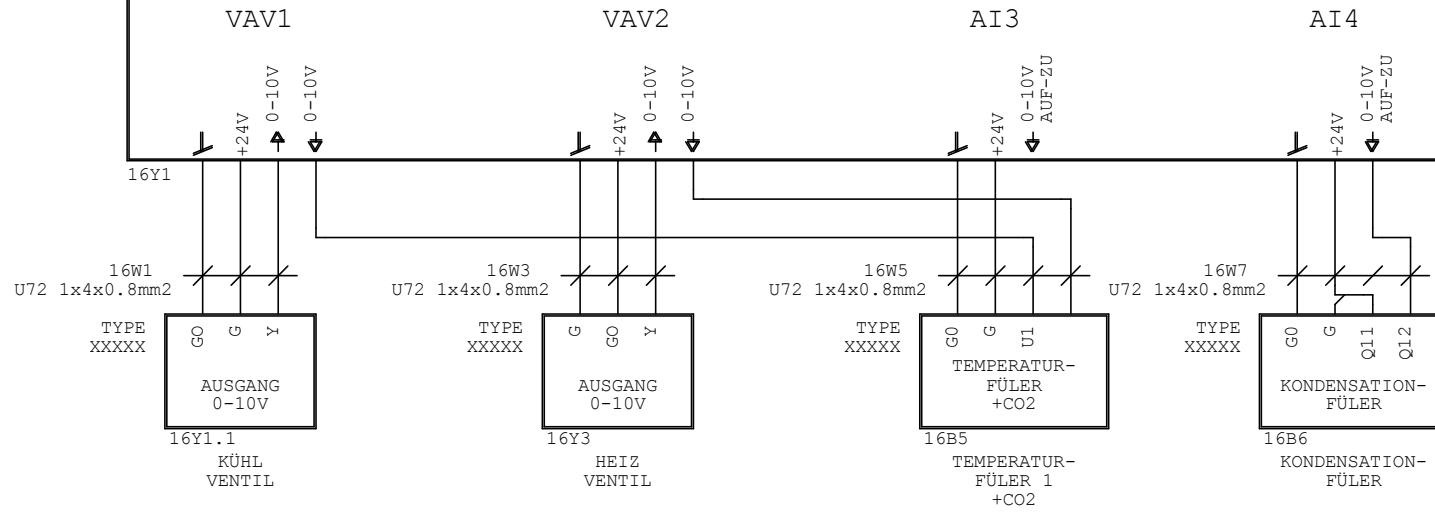 VAV1
VAV2
AI3
AI4
+24V
0-10V
0-10V
+24V
0-10V
0-10V
+24V
0-10V
AUF-ZU
+24V
0-10V
AUF-ZU
16Y1
16W1
U72 1x4x0.8mm2
16W3
U72 1x4x0.8mm2
16W5
U72 1x4x0.8mm2
16W7
U72 1x4x0.8mm2
TYPE
XXXXX
GO
G
Y
AUSGANG
0-10V
16Y1.1
KÜHL
VENTIL
TYPE
XXXXX
G
GO
Y
AUSGANG
0-10V
16Y3
HEIZ
VENTIL
TYPE
XXXXX
G0
G
U1
TEMPERATUR-
FÜLER
+CO2
16B5
TEMPERATUR-
FÜLER 1
+CO2
TYPE
XXXXX
G0
G
Q11
Q12
KONDENSATION-
FÜLER
16B6
KONDENSATION-
FÜLER